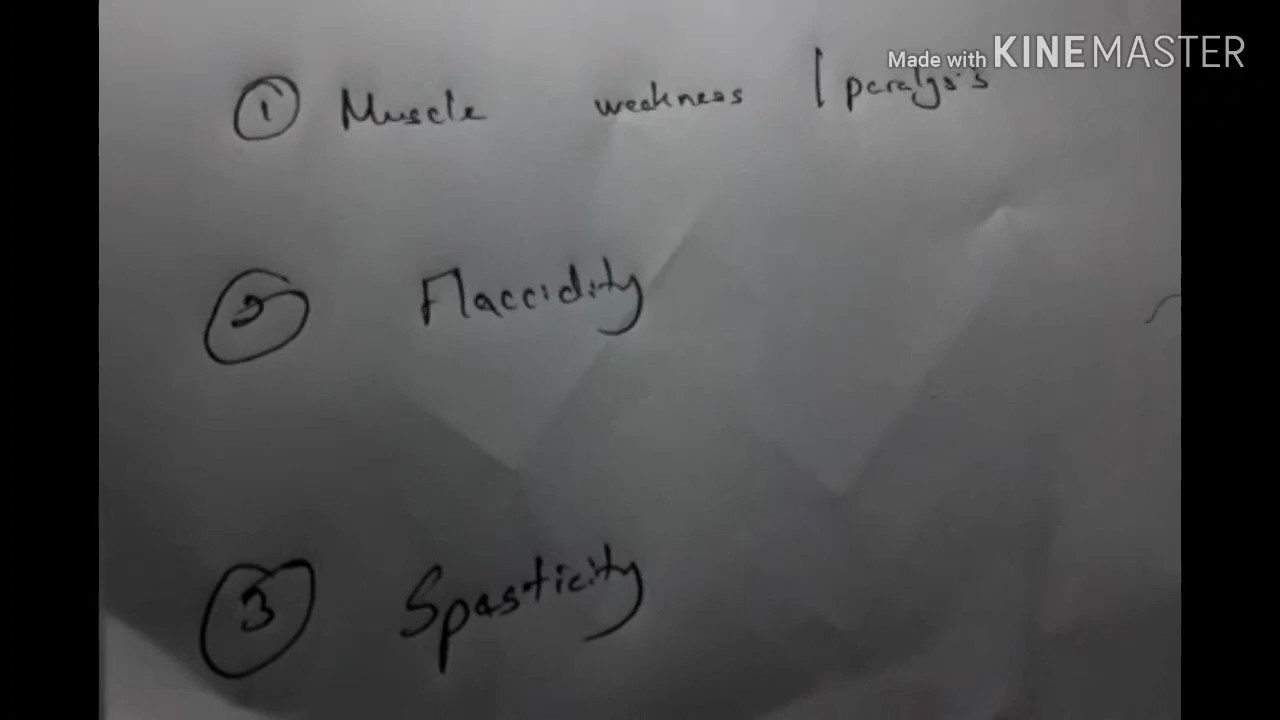 Made with KINEMASTER
① Muscle weakness / paralysis
② Flaccidity
③ Spasticity